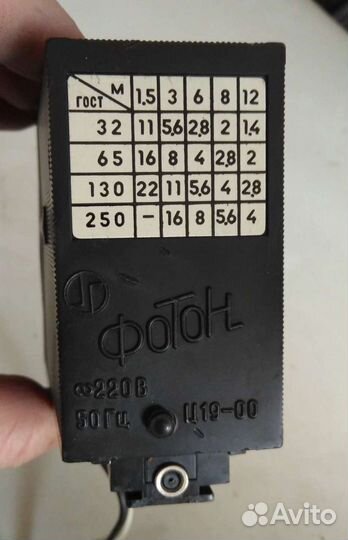 ГОСТ М 1,5 3 6 8 12
32 11 5,6 2,8 2 1,4
65 16 8 4 2,8 2
130 22 11 5,6 4 2,8
250 – 16 8 5,6 4
ФОТОН
≈220В
50 Гц Ц19-00
Avito